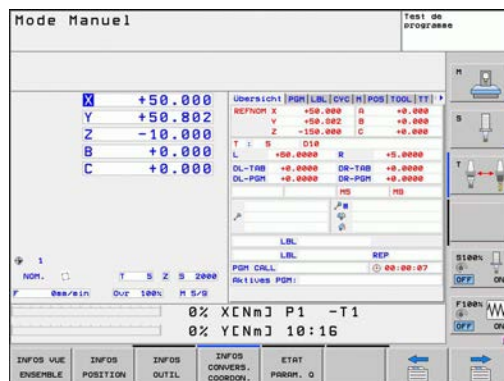 Mode Manuel
Test de
programme
X +50.000
Y +50.802
Z -10.000
B +0.000
C +0.000
1
NOM. T 5 Z S 2000
F 0mm/min Ovr 100% M 5/9
Übersicht PGM LBL CYC M POS TOOL TT
REFNOM X +50.000 A +0.000
Y +50.802 B +0.000
Z -150.000 C +0.000
T : 5 D10
L +60.0000 R +5.0000
DL-TAB +0.0000 DR-TAB +0.0000
DL-PGM +0.0000 DR-PGM +0.0000
M5 M9
LBL
LBL REP
PGM CALL 00:00:07
Aktives PGM:
0% X[Nm] P1 -T1
0% Y[Nm] 10:16
M
S
T
S100%
OFF ON
F100%
OFF ON
INFOS VUE ENSEMBLE
INFOS POSITION
INFOS OUTIL
INFOS CONVERS. COORDON.
ETAT PARAM. Q